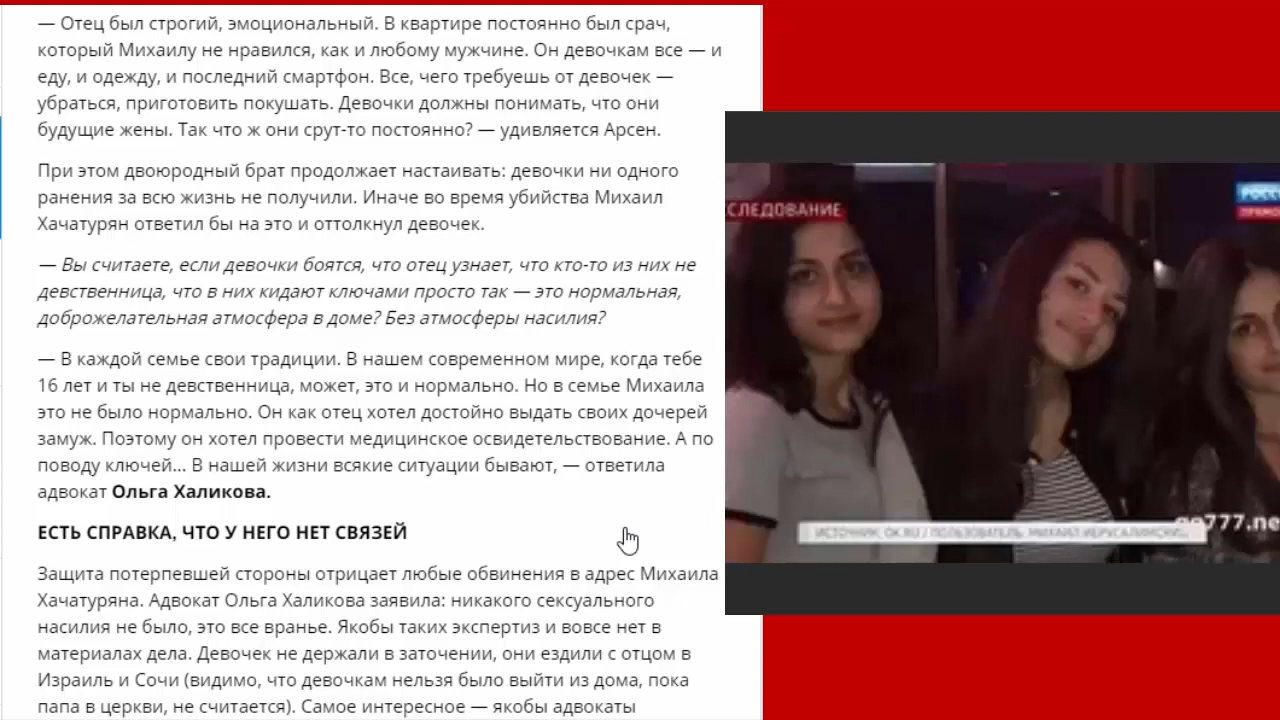 — Отец был строгий, эмоциональный. В квартире постоянно был срач,
который Михаилу не нравился, как и любому мужчине. Он девочкам все — и
еду, и одежду, и последний смартфон. Все, чего требуешь от девочек —
убраться, приготовить покушать. Девочки должны понимать, что они
будущие жены. Так что ж они срут-то постоянно? — удивляется Арсен.
При этом двоюродный брат продолжает настаивать: девочки ни одного
ранения за всю жизнь не получили. Иначе во время убийства Михаил
Хачатурян ответил бы на это и оттолкнул девочек.
— Вы считаете, если девочки боятся, что отец узнает, что кто-то из них не
девственница, что в них кидают ключами просто так — это нормальная,
доброжелательная атмосфера в доме? Без атмосферы насилия?
— В каждой семье свои традиции. В нашем современном мире, когда тебе
16 лет и ты не девственница, может, это и нормально. Но в семье Михаила
это не было нормально. Он как отец хотел достойно выдать своих дочерей
замуж. Поэтому он хотел провести медицинское освидетельствование. А по
поводу ключей... В нашей жизни всякие ситуации бывают, — ответила
адвокат Ольга Халикова.
ЕСТЬ СПРАВКА, ЧТО У НЕГО НЕТ СВЯЗЕЙ
Защита потерпевшей стороны отрицает любые обвинения в адрес Михаила
Хачатуряна. Адвокат Ольга Халикова заявила: никакого сексуального
насилия не было, это все вранье. Якобы таких экспертиз и вовсе нет в
материалах дела. Девочек не держали в заточении, они ездили с отцом в
Израиль и Сочи (видимо, что девочкам нельзя было выйти из дома, пока
папа в церкви, не считается). Самое интересное — якобы адвокаты
СЛЕДОВАНИЕ
РОСС
ПРЯМО
777.ne
ИСТОЧНИК: OK.RU / ПОЛЬЗОВАТЕЛЬ: МИХАИЛ